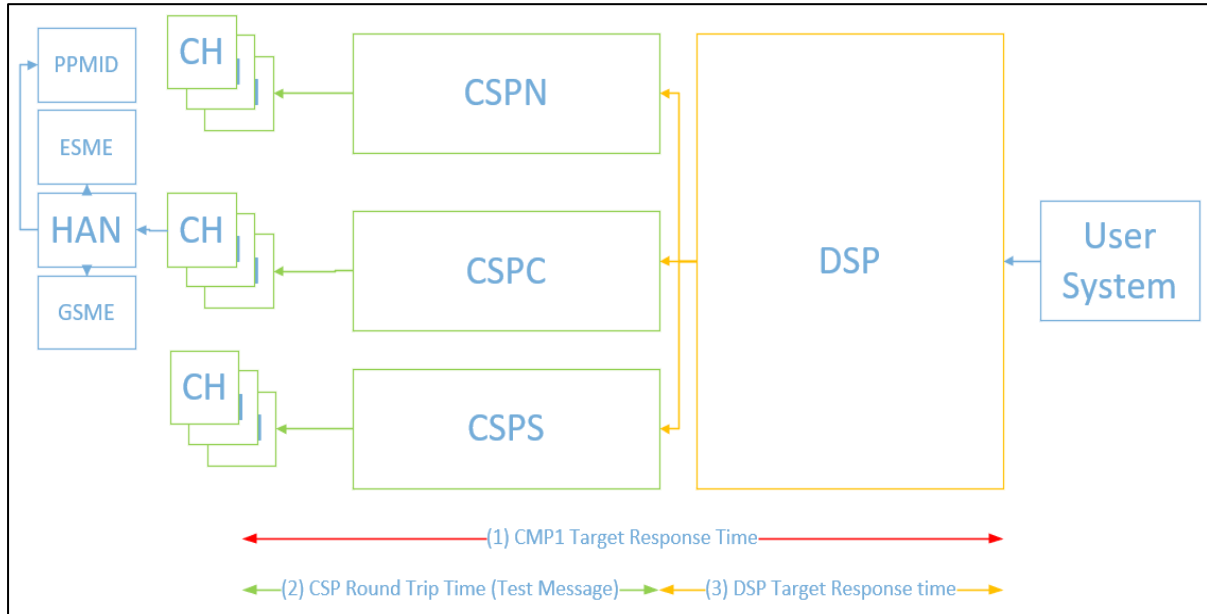 PPMID
ESME
HAN
GSME
CH
CH
CH
CSPN
CSPC
CSPS
DSP
User
System
(1) CMP1 Target Response Time
(2) CSP Round Trip Time (Test Message)
(3) DSP Target Response time